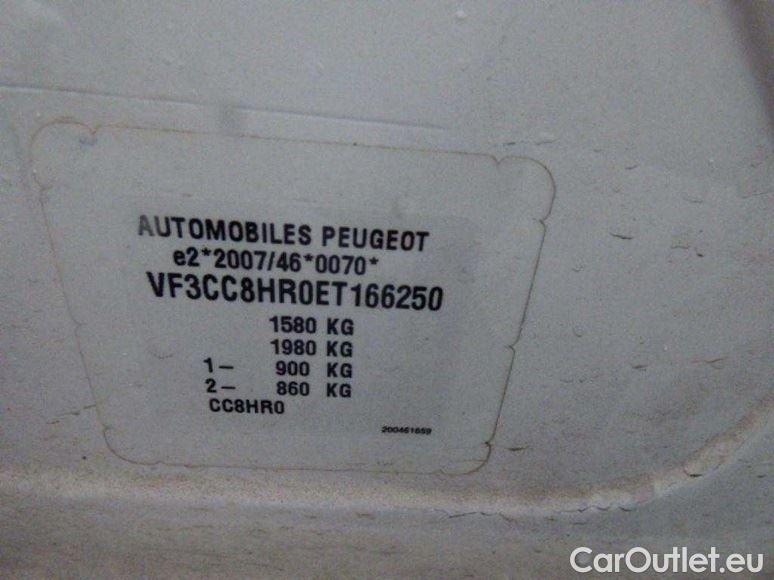 AUTOMOBILES PEUGEOT
e2*2007/46*0070*
VF3CC8HR0ET166250
1580 KG
1980 KG
1- 900 KG
2- 860 KG
CC8HR0
200461659
CarOutlet.eu